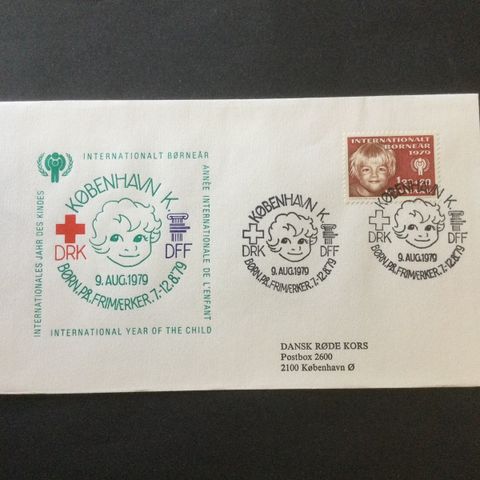 INTERNATIONALT BØRNEÅR
INTERNATIONALES JAHR DES KINDES
ANNÉE INTERNATIONALE DE L'ENFANT
INTERNATIONAL YEAR OF THE CHILD
KØBENHAVN K.
DRK
DFF
9. AUG. 1979
BØRN.PÅ.FRIMÆRKER.7.-12.8.79
INTERNATIONALT
BØRNEÅR
1979
KØBENHAVN K.
DRK
DFF
9. AUG. 1979
BØRN.PÅ.FRIMÆRKER.7.-12.8.79
KØBENHAVN K.
DRK
DFF
9. AUG. 1979
BØRN.PÅ.FRIMÆRKER.7.-12.8.79
DANSK RØDE KORS
Postbox 2600
2100 København Ø